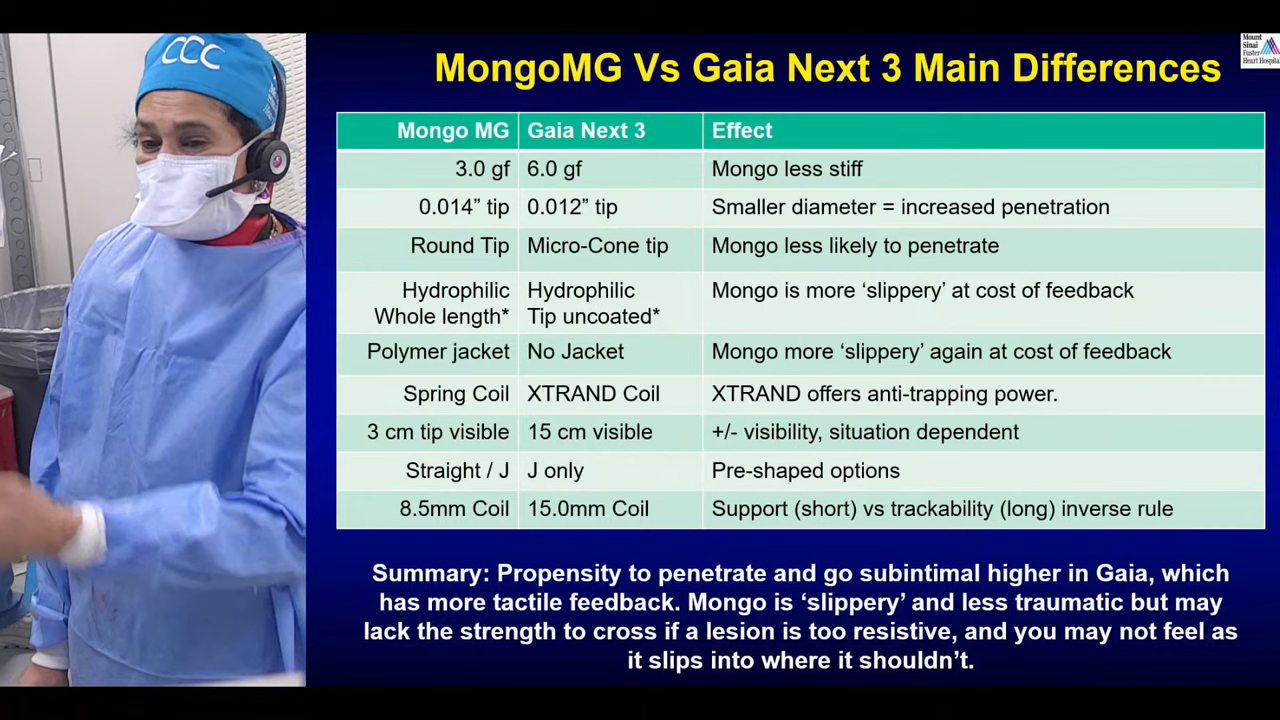 CCC
MongoMG Vs Gaia Next 3 Main Differences
Mount
Sinai
Fuster
Heart Hospital
Mongo MG Gaia Next 3 Effect
3.0 gf 6.0 gf Mongo less stiff
0.014” tip 0.012” tip Smaller diameter = increased penetration
Round Tip Micro-Cone tip Mongo less likely to penetrate
Hydrophilic Hydrophilic Mongo is more ‘slippery’ at cost of feedback
Whole length* Tip uncoated*
Polymer jacket No Jacket Mongo more ‘slippery’ again at cost of feedback
Spring Coil XTRAND Coil XTRAND offers anti-trapping power.
3 cm tip visible 15 cm visible +/- visibility, situation dependent
Straight / J J only Pre-shaped options
8.5mm Coil 15.0mm Coil Support (short) vs trackability (long) inverse rule
Summary: Propensity to penetrate and go subintimal higher in Gaia, which
has more tactile feedback. Mongo is ‘slippery’ and less traumatic but may
lack the strength to cross if a lesion is too resistive, and you may not feel as
it slips into where it shouldn’t.